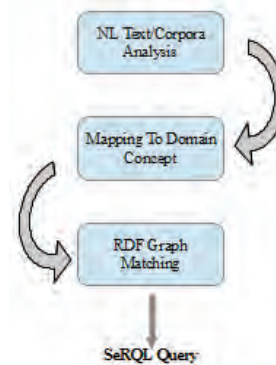 NL Text/Corpora
Analysis
Mapping To Domain
Concept
RDF Graph
Matching
SeRQL Query